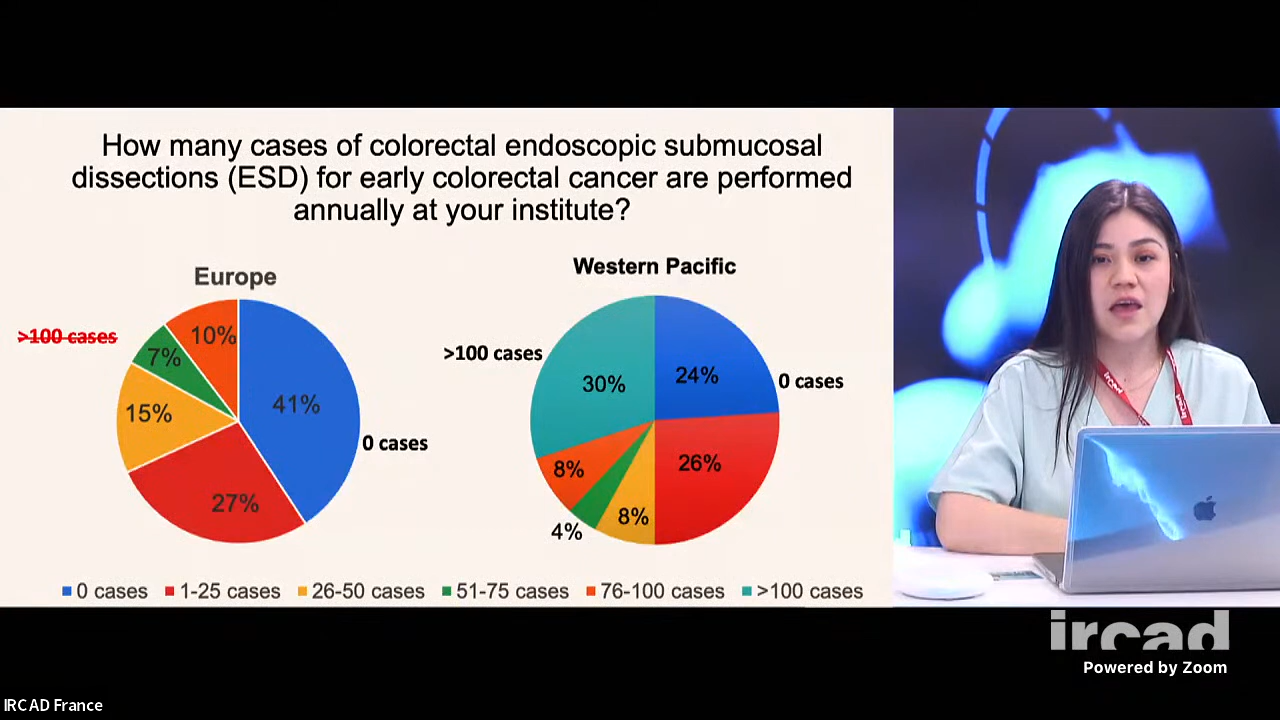 How many cases of colorectal endoscopic submucosal
dissections (ESD) for early colorectal cancer are performed
annually at your institute?
Europe
>100 cases
10%
7%
15%
41%
27%
0 cases
Western Pacific
>100 cases
30%
24%
0 cases
26%
8%
4%
8%
0 cases
1-25 cases
26-50 cases
51-75 cases
76-100 cases
>100 cases
ircad
ircad
ircad
Powered by Zoom
IRCAD France